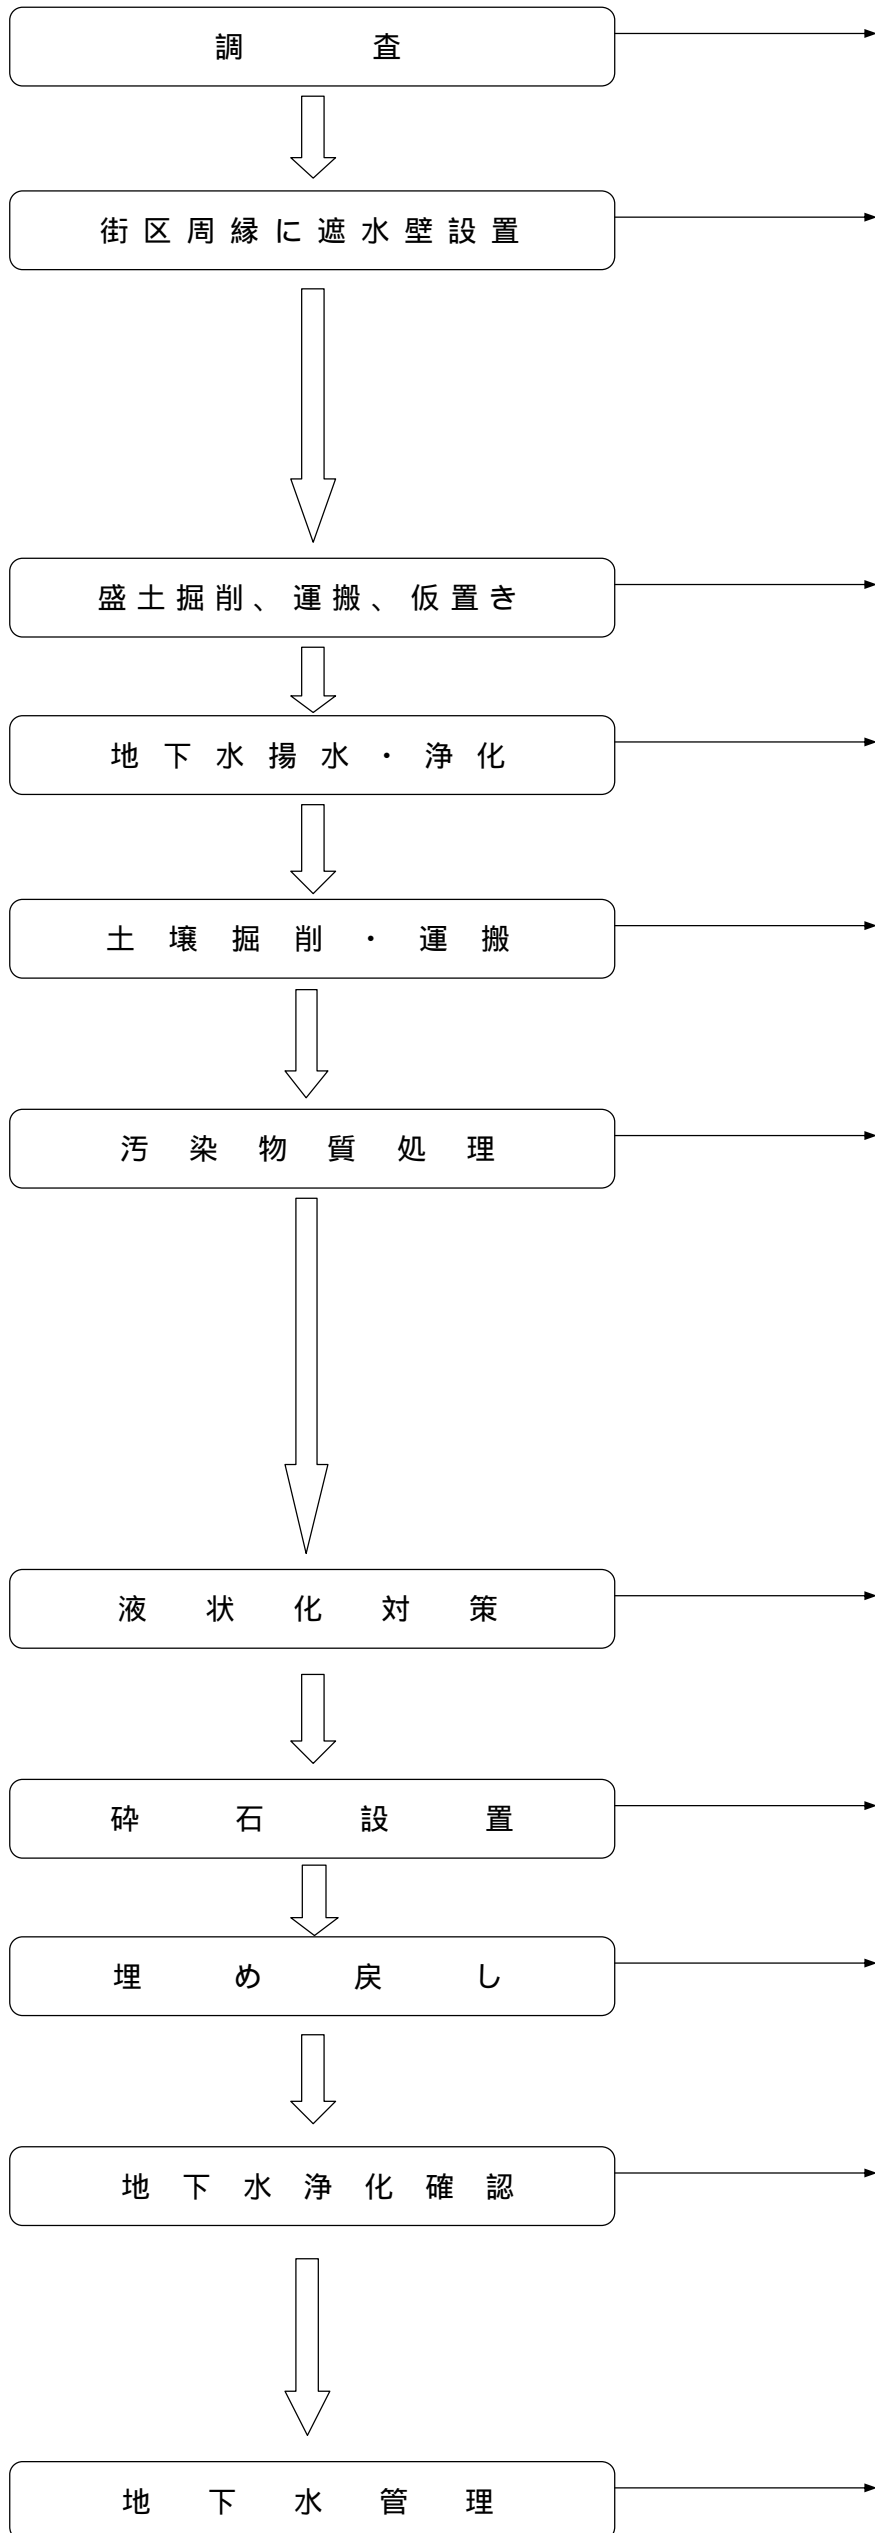 調査
街区周縁に遮水壁設置
盛土掘削、運搬、仮置き
地下水揚水・浄化
土壌掘削・運搬
汚染物質処理
液状化対策
砕石設置
埋め戻し
地下水浄化確認
地下水管理